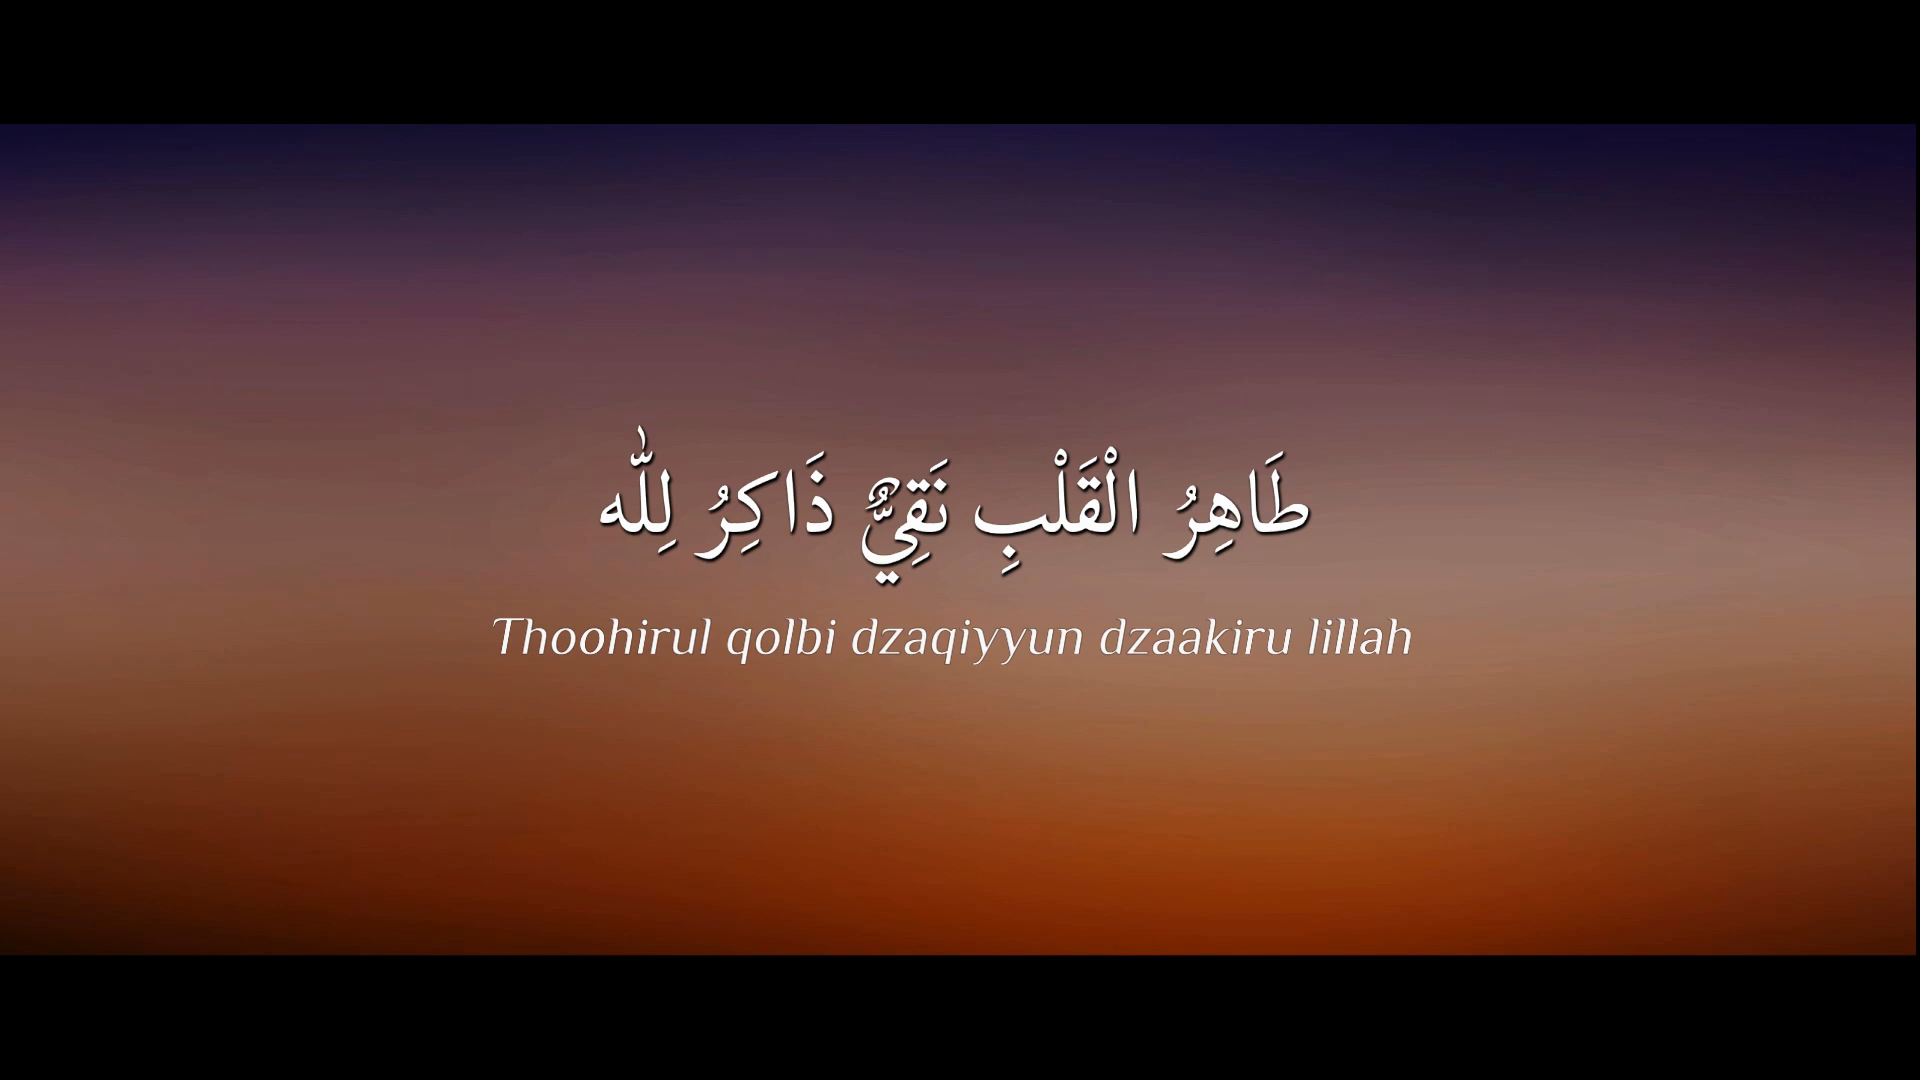 طَاهِرُ الْقَلْبِ نَقِيٌّ ذَاكِرُ لِلّٰه
Thoohirul qolbi dzaqiyyun dzaakiru lillah